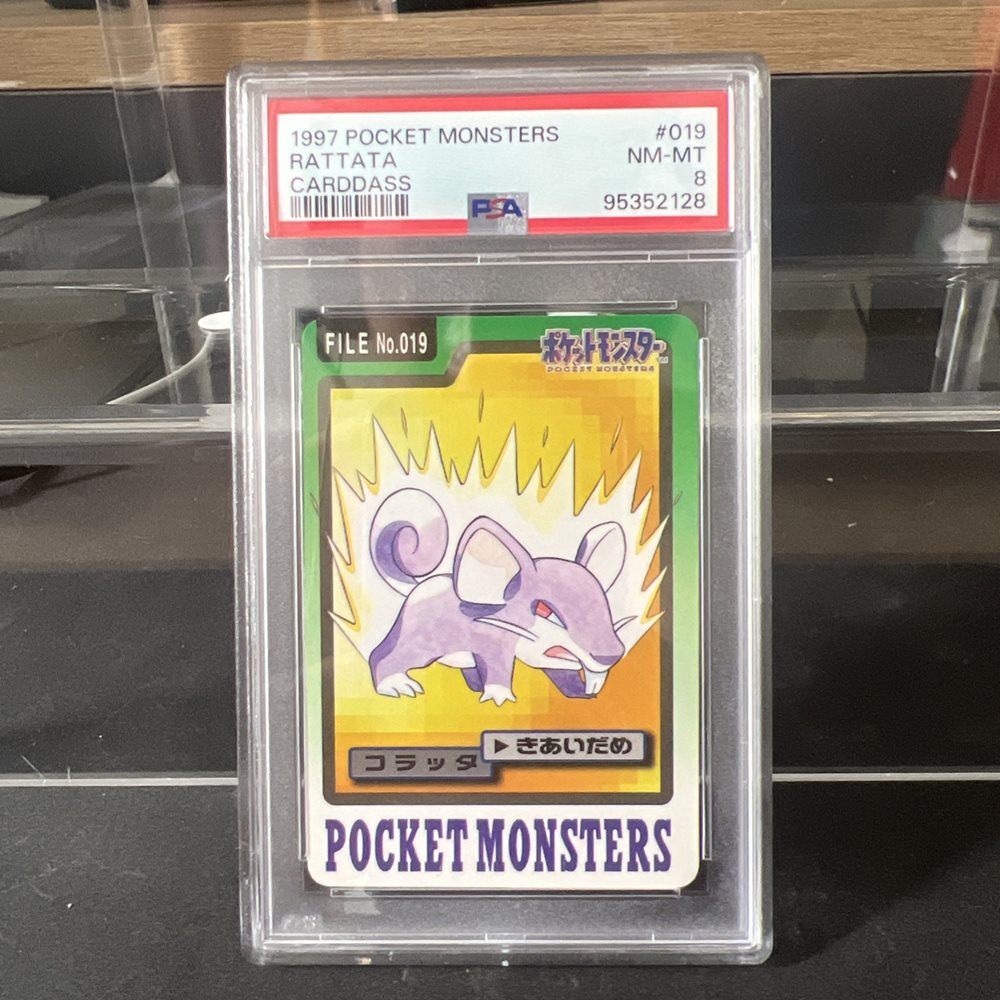 1997 POCKET MONSTERS #019
RATTATA NM-MT
CARDDASS 8
PSA 95352128
FILE No.019
ポケットモンスター
POCKET MONSTERS
コラッタ
▶きあいだめ
POCKET MONSTERS